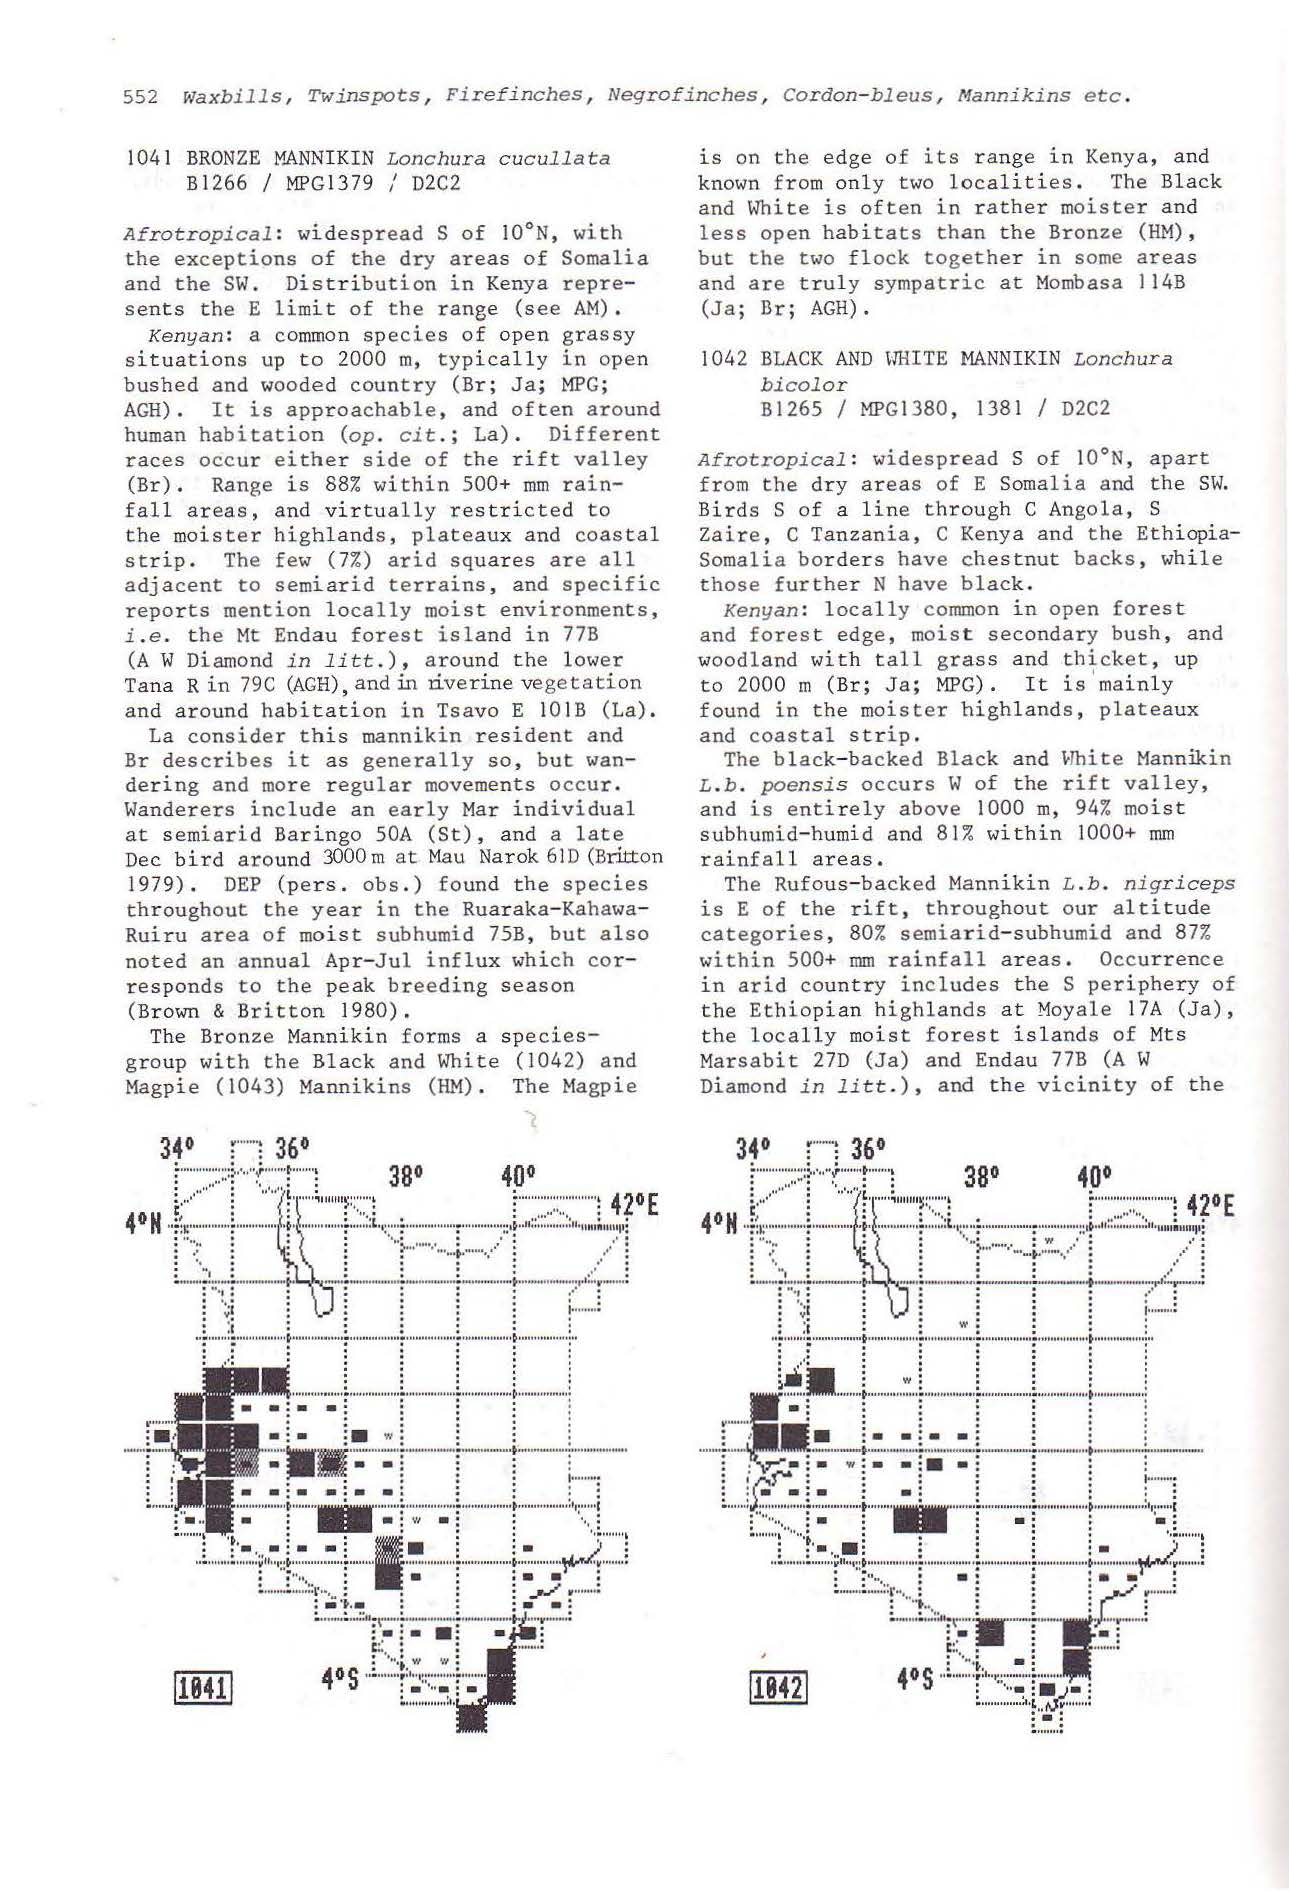 552 Waxbills, Twinspots, Firefinches, Negrofinches, Cordon-bleus, Mannikins etc.
1041 BRONZE MANNIKIN Lonchura cucullata
B1266 / MPG1379 / D2C2
Afrotropical: widespread S of 10°N, with
the exceptions of the dry areas of Somalia
and the SW. Distribution in Kenya repre-
sents the E limit of the range (see AM).
Kenyan: a common species of open grassy
situations up to 2000 m, typically in open
bushed and wooded country (Br; Ja; MPG;
AGH). It is approachable, and often around
human habitation (op. cit.; La). Different
races occur either side of the rift valley
(Br). Range is 88% within 500+ mm rain-
fall areas, and virtually restricted to
the moister highlands, plateaux and coastal
strip. The few (7%) arid squares are all
adjacent to semiarid terrains, and specific
reports mention locally moist environments,
i.e. the Mt Endau forest island in 77B
(A W Diamond in litt.), around the lower
Tana R in 79C (AGH), and in riverine vegetation
and around habitation in Tsavo E 101B (La).
La consider this mannikin resident and
Br describes it as generally so, but wan-
dering and more regular movements occur.
Wanderers include an early Mar individual
at semiarid Baringo 50A (St), and a late
Dec bird around 3000 m at Mau Narok 61D (Britton
1979). DEP (pers. obs.) found the species
throughout the year in the Ruaraka-Kahawa-
Ruiru area of moist subhumid 75B, but also
noted an annual Apr-Jul influx which cor-
responds to the peak breeding season
(Brown & Britton 1980).
The Bronze Mannikin forms a species-
group with the Black and White (1042) and
Magpie (1043) Mannikins (HM). The Magpie
is on the edge of its range in Kenya, and
known from only two localities. The Black
and White is often in rather moister and
less open habitats than the Bronze (HM),
but the two flock together in some areas
and are truly sympatric at Mombasa 114B
(Ja; Br; AGH).
1042 BLACK AND WHITE MANNIKIN Lonchura
bicolor
B1265 / MPG1380, 1381 / D2C2
Afrotropical: widespread S of 10°N, apart
from the dry areas of E Somalia and the SW.
Birds S of a line through C Angola, S
Zaire, C Tanzania, C Kenya and the Ethiopia-
Somalia borders have chestnut backs, while
those further N have black.
Kenyan: locally common in open forest
and forest edge, moist secondary bush, and
woodland with tall grass and thicket, up
to 2000 m (Br; Ja; MPG). It is mainly
found in the moister highlands, plateaux
and coastal strip.
The black-backed Black and White Mannikin
L.b. poensis occurs W of the rift valley,
and is entirely above 1000 m, 94% moist
subhumid-humid and 81% within 1000+ mm
rainfall areas.
The Rufous-backed Mannikin L.b. nigriceps
is E of the rift, throughout our altitude
categories, 80% semiarid-subhumid and 87%
within 500+ mm rainfall areas. Occurrence
in arid country includes the S periphery of
the Ethiopian highlands at Moyale 17A (Ja),
the locally moist forest islands of Mts
Marsabit 27D (Ja) and Endau 77B (A W
Diamond in litt.), and the vicinity of the
34° 36°
38° 40°
42°E
4°N
w
w
w w
4°S
1041
34° 36°
38° 40°
42°E
4°N
w
w
w
w
4°S
1042